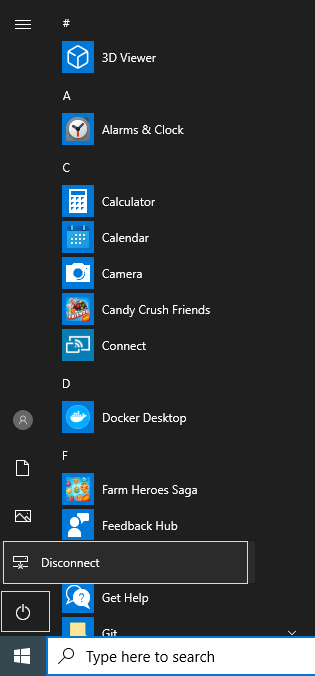 #
3D Viewer
A
Alarms & Clock
C
Calculator
Calendar
Camera
Candy Crush Friends
Connect
D
Docker Desktop
F
Farm Heroes Saga
Feedback Hub
Disconnect
Get Help
Git
Type here to search